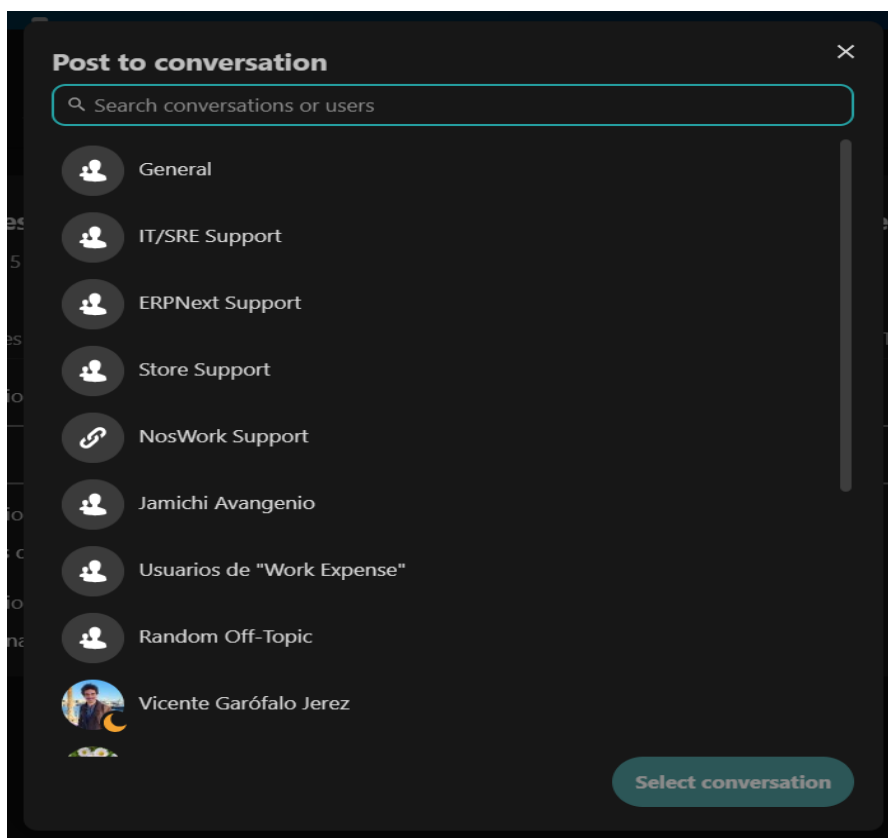 Post to conversation
Search conversations or users
General
IT/SRE Support
ERPNext Support
Store Support
NosWork Support
Jamichi Avangenio
Usuarios de "Work Expense"
Random Off-Topic
Vicente Garófalo Jerez
Select conversation